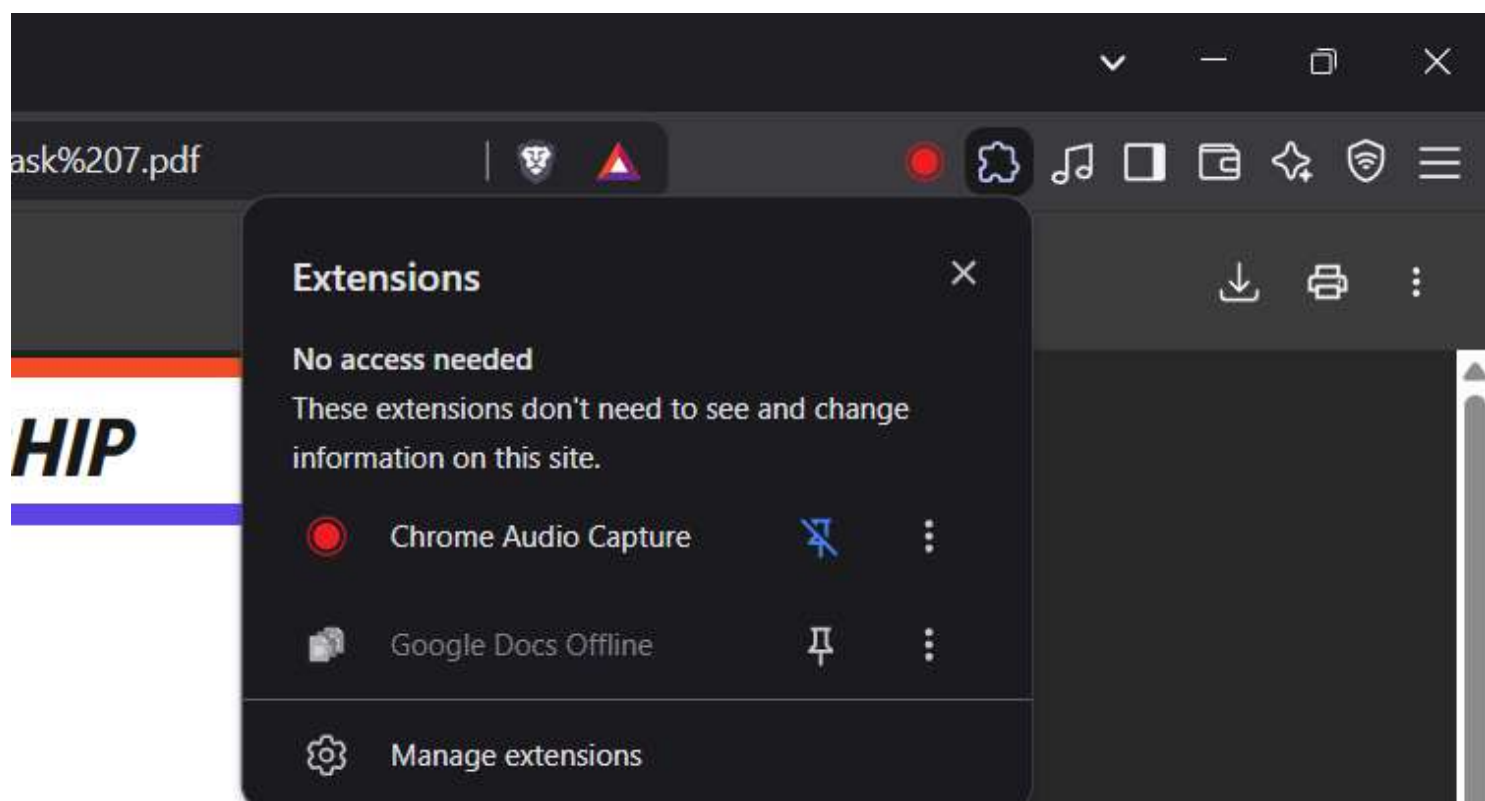 ask%207.pdf
Extensions
No access needed
These extensions don't need to see and change
information on this site.
HIP
Chrome Audio Capture
Google Docs Offline
Manage extensions